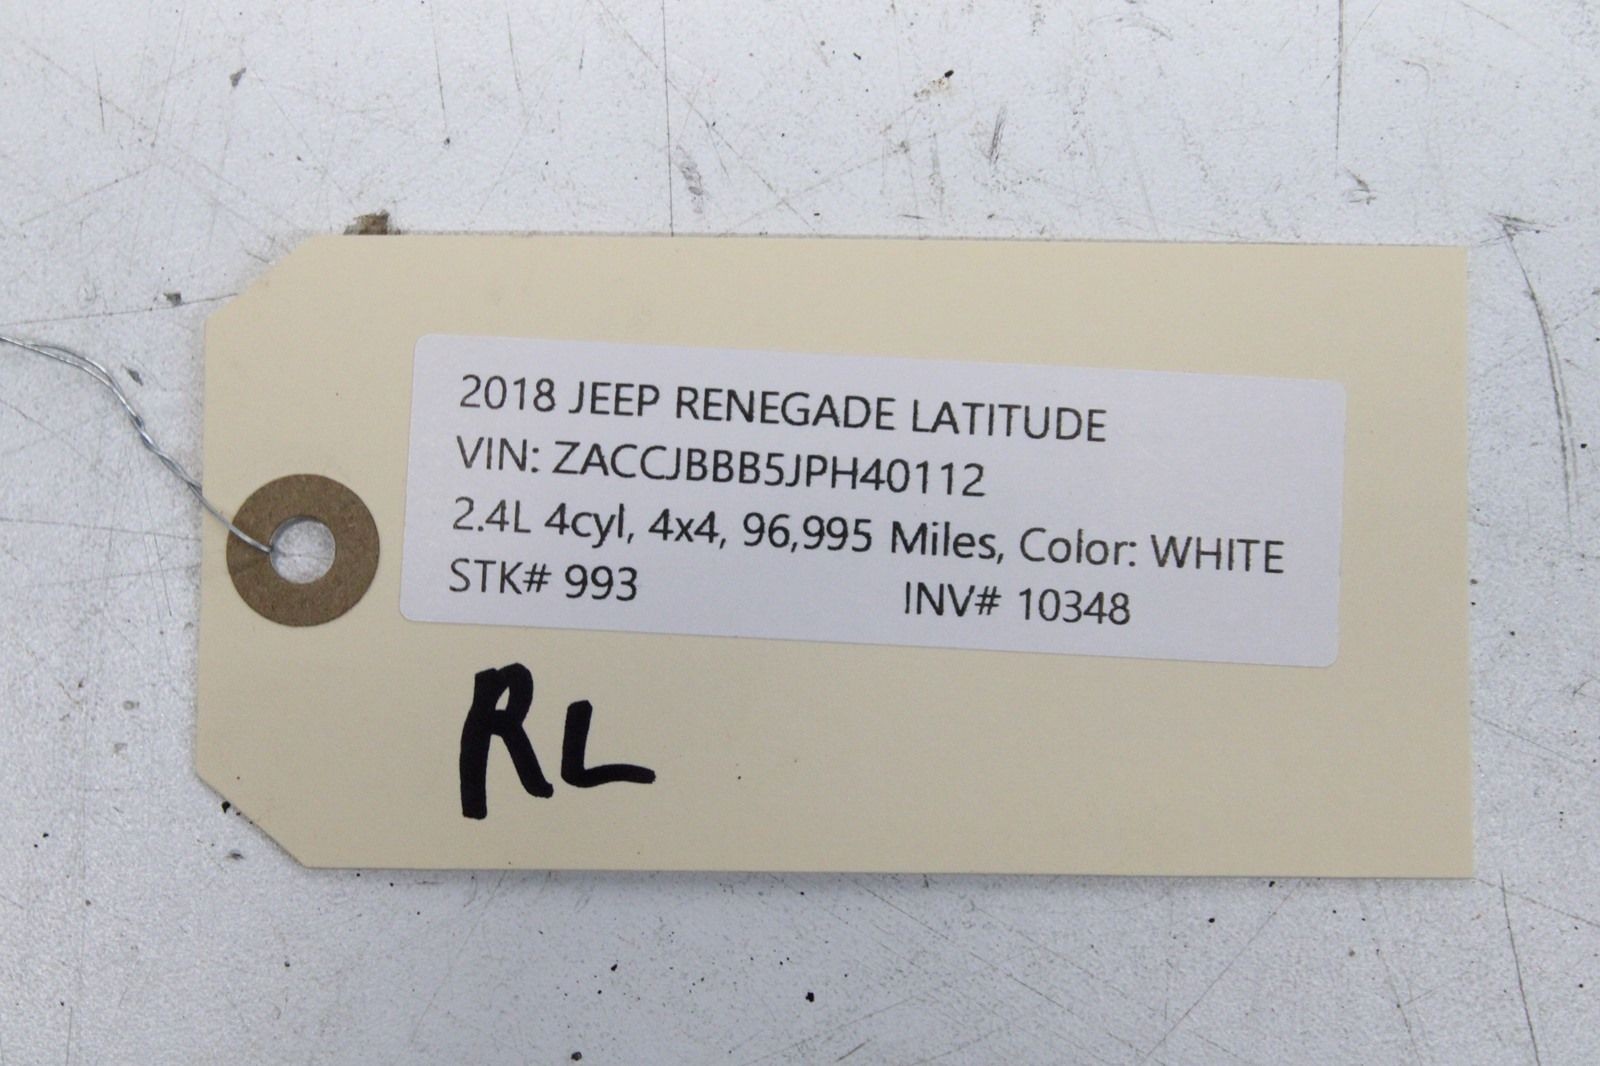 2018 JEEP RENEGADE LATITUDE
VIN: ZACCJBBB5JPH40112
2.4L 4cyl, 4x4, 96,995 Miles, Color: WHITE
STK# 993 INV# 10348
RL